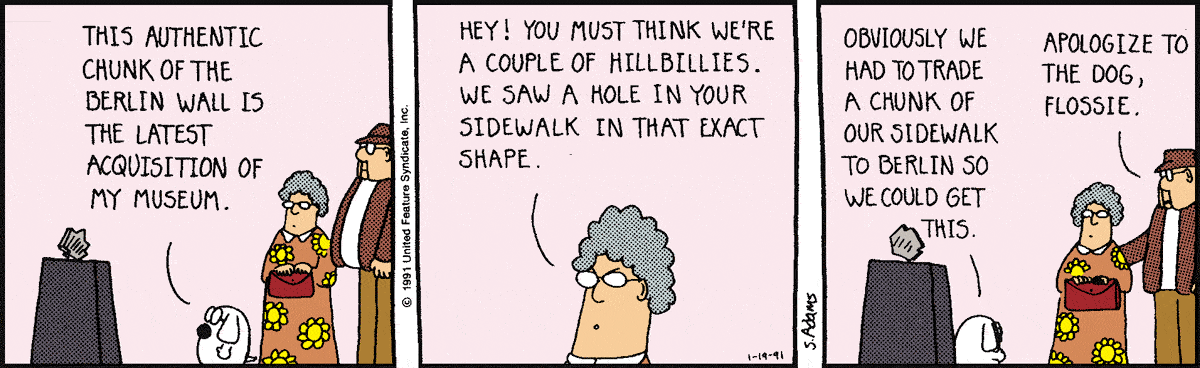 THIS AUTHENTIC
CHUNK OF THE
BERLIN WALL IS
THE LATEST
ACQUISITION OF
MY MUSEUM.
© 1991 United Feature Syndicate, Inc.
HEY! YOU MUST THINK WE'RE
A COUPLE OF HILLBILLIES.
WE SAW A HOLE IN YOUR
SIDEWALK IN THAT EXACT
SHAPE.
1-19-91
S.Adams
OBVIOUSLY WE
HAD TO TRADE
A CHUNK OF
OUR SIDEWALK
TO BERLIN SO
WE COULD GET
THIS.
APOLOGIZE TO
THE DOG,
FLOSSIE.